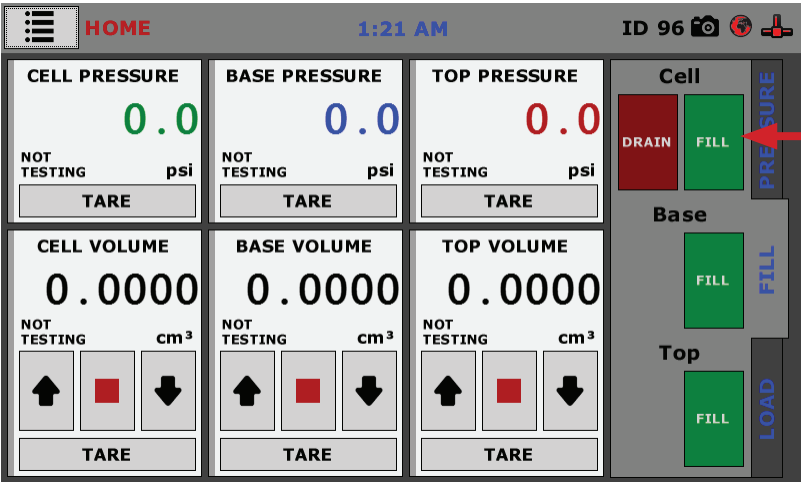 HOME 1:21 AM ID 96
CELL PRESSURE BASE PRESSURE TOP PRESSURE
0.0 0.0 0.0
NOT TESTING psi NOT TESTING psi NOT TESTING psi
TARE TARE TARE
CELL VOLUME BASE VOLUME TOP VOLUME
0.0000 0.0000 0.0000
NOT TESTING cm³ NOT TESTING cm³ NOT TESTING cm³
TARE TARE TARE
Cell
DRAIN FILL
Base
FILL
Top
FILL
PRESSURE
FILL
LOAD